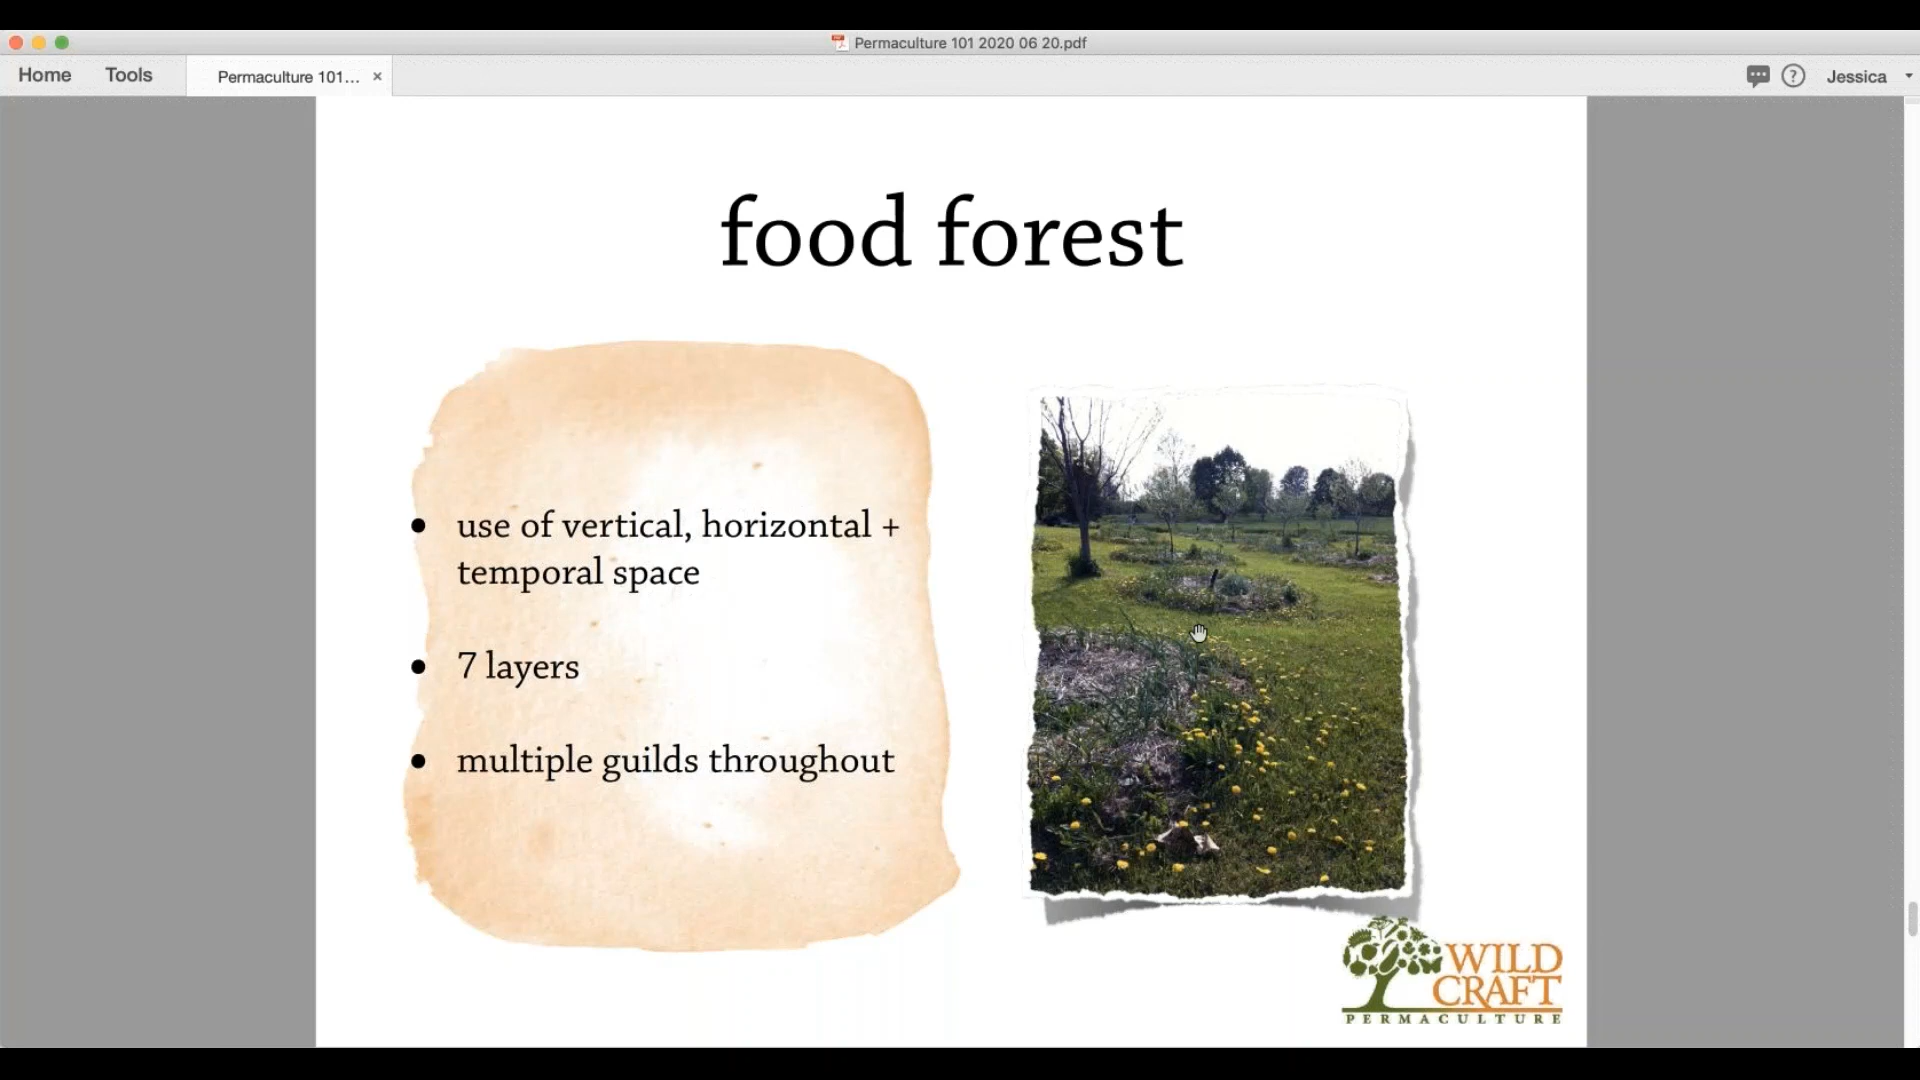 Permaculture 101 2020 06 20.pdf
Home Tools Permaculture 101... × ? Jessica
food forest
• use of vertical, horizontal +
temporal space
• 7 layers
• multiple guilds throughout
WILD
CRAFT
PERMACULTURE